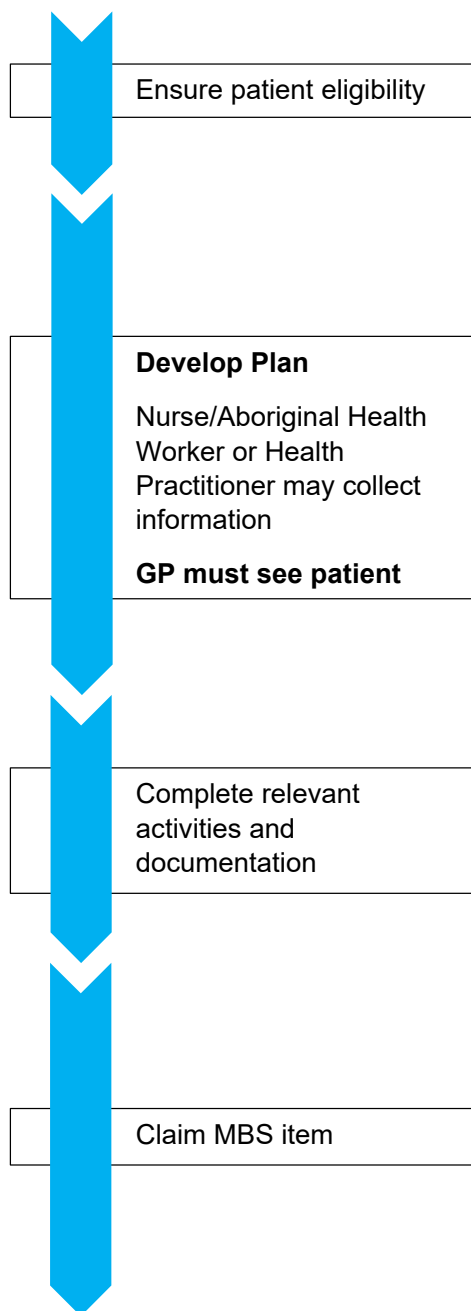 Ensure patient eligibility
Develop Plan
Nurse/Aboriginal Health
Worker or Health
Practitioner may collect
information
GP must see patient
Complete relevant
activities and
documentation
Claim MBS item